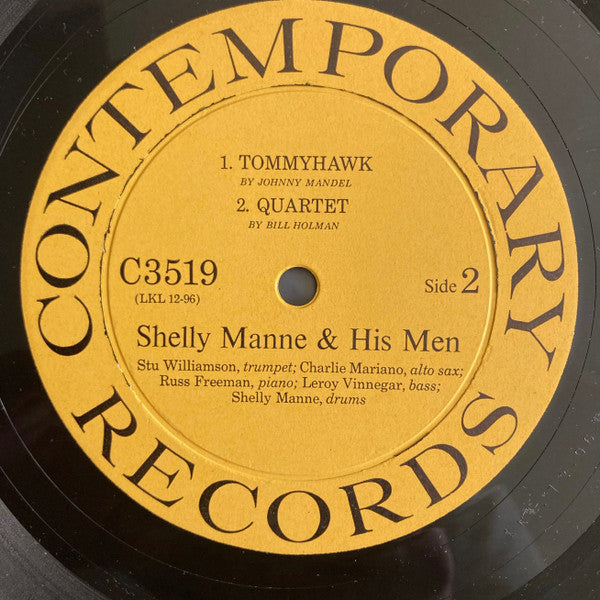 CONTEMPORARY RECORDS
1. TOMMYHAWK
BY JOHNNY MANDEL
2. QUARTET
BY BILL HOLMAN
C3519
(LKL 12-96)
Side 2
Shelly Manne & His Men
Stu Williamson, trumpet; Charlie Mariano, alto sax;
Russ Freeman, piano; Leroy Vinnegar, bass;
Shelly Manne, drums